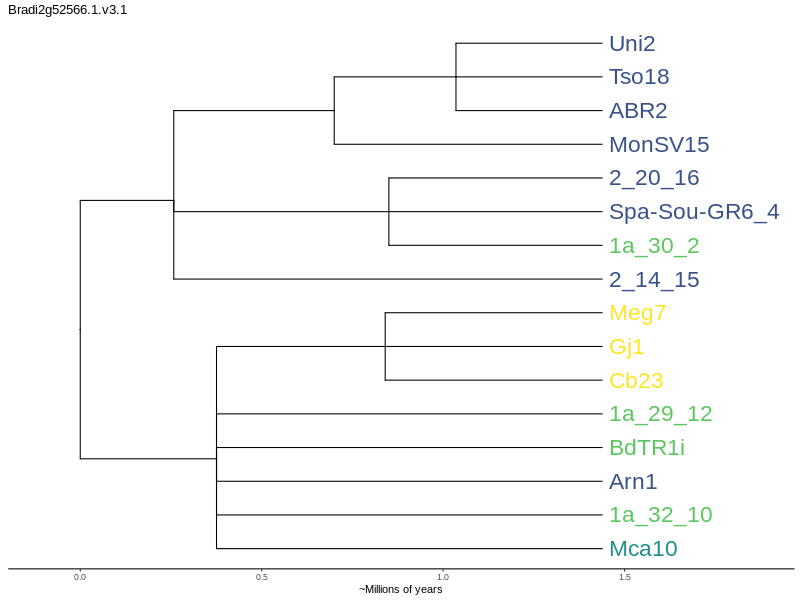 Bradi2g52566.1.v3.1
Uni2
Tso18
ABR2
MonSV15
2_20_16
Spa-Sou-GR6_4
1a_30_2
2_14_15
Meg7
Gj1
Cb23
1a_29_12
BdTR1i
Arn1
1a_32_10
Mca10
0.0 0.5 1.0 1.5
~Millions of years